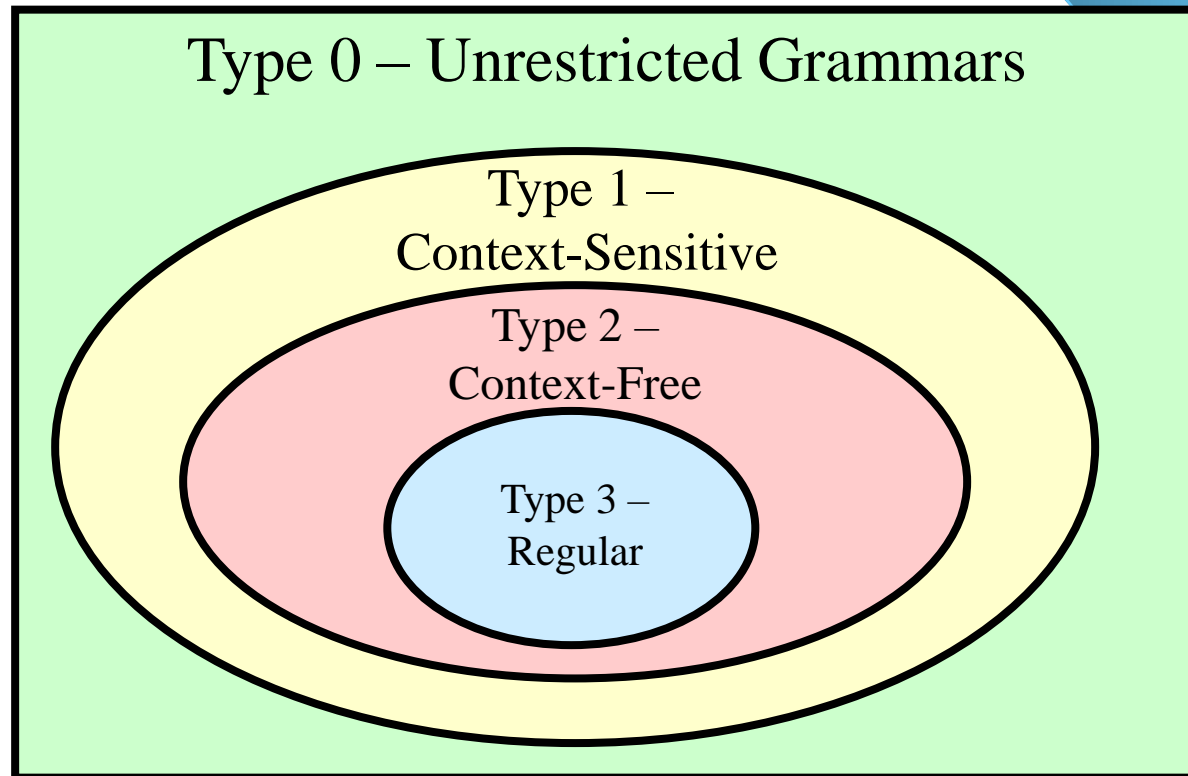 Type 0 – Unrestricted Grammars
Type 1 –
Context-Sensitive
Type 2 –
Context-Free
Type 3 –
Regular